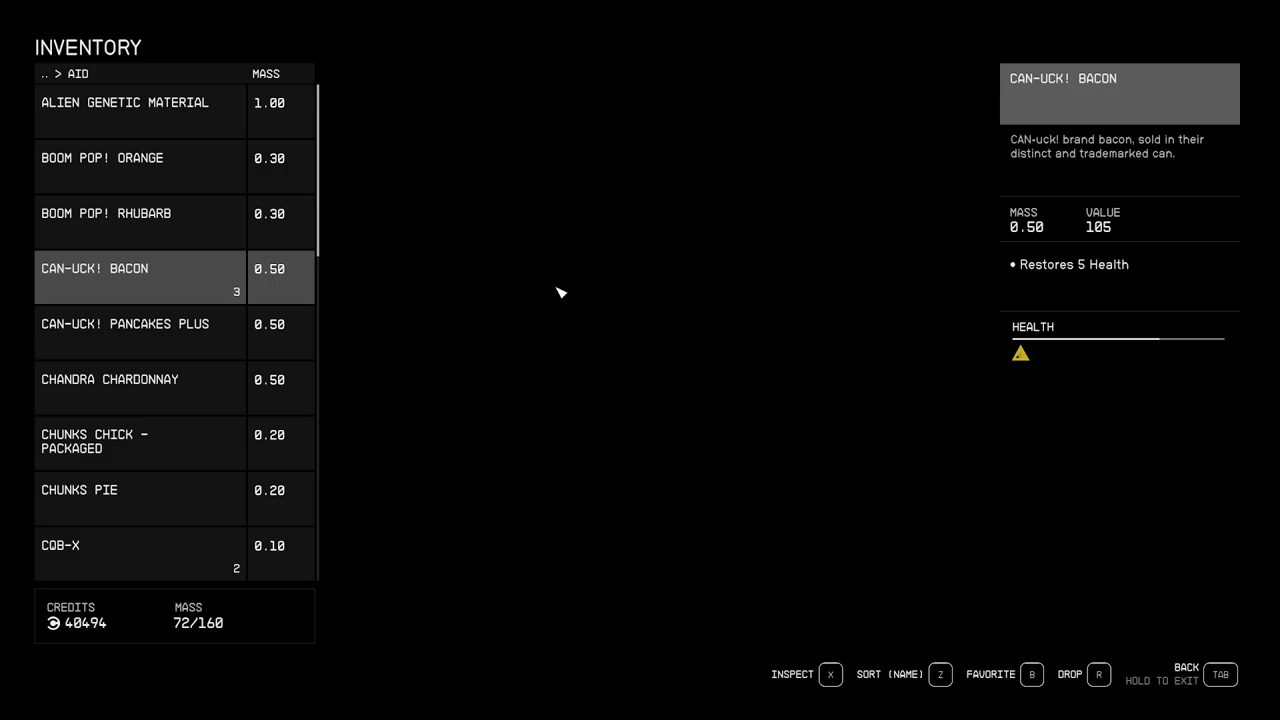 INVENTORY
.. > AID MASS
ALIEN GENETIC MATERIAL 1.00
BOOM POP! ORANGE 0.30
BOOM POP! RHUBARB 0.30
CAN-UCK! BACON 0.50
3
CAN-UCK! PANCAKES PLUS 0.50
CHANDRA CHARDONNAY 0.50
CHUNKS CHICK -
PACKAGED 0.20
CHUNKS PIE 0.20
CQB-X 0.10
2
CREDITS MASS
40494 72/160
CAN-UCK! BACON
CAN-uck! brand bacon, sold in their
distinct and trademarked can.
MASS VALUE
0.50 105
• Restores 5 Health
HEALTH
INSPECT X SORT (NAME) Z FAVORITE B DROP R BACK
HOLD TO EXIT TAB